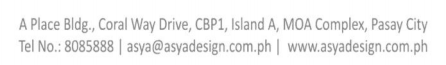 A Place Bldg., Coral Way Drive, CBP1, Island A, MOA Complex, Pasay City
Tel No.: 8085888 | asya@asyadesign.com.ph | www.asyadesign.com.ph